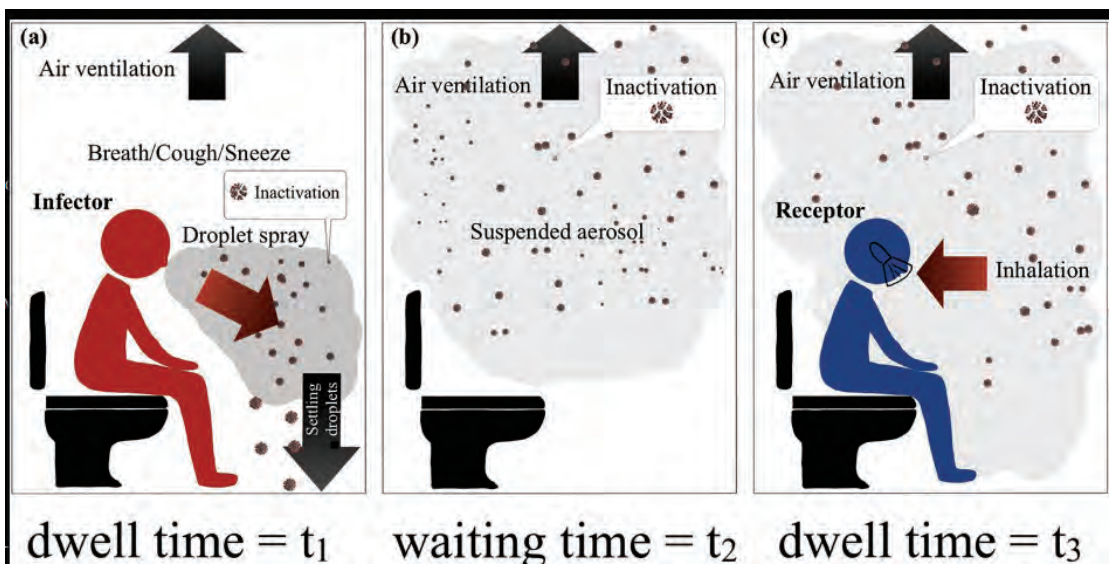 (a)
Air ventilation
Breath/Cough/Sneeze
Inactivation
Infector
Droplet spray
Settling
droplets
dwell time = t₁
(b)
Air ventilation
Inactivation
Suspended aerosol
waiting time = t₂
(c)
Air ventilation
Inactivation
Receptor
Inhalation
dwell time = t₃